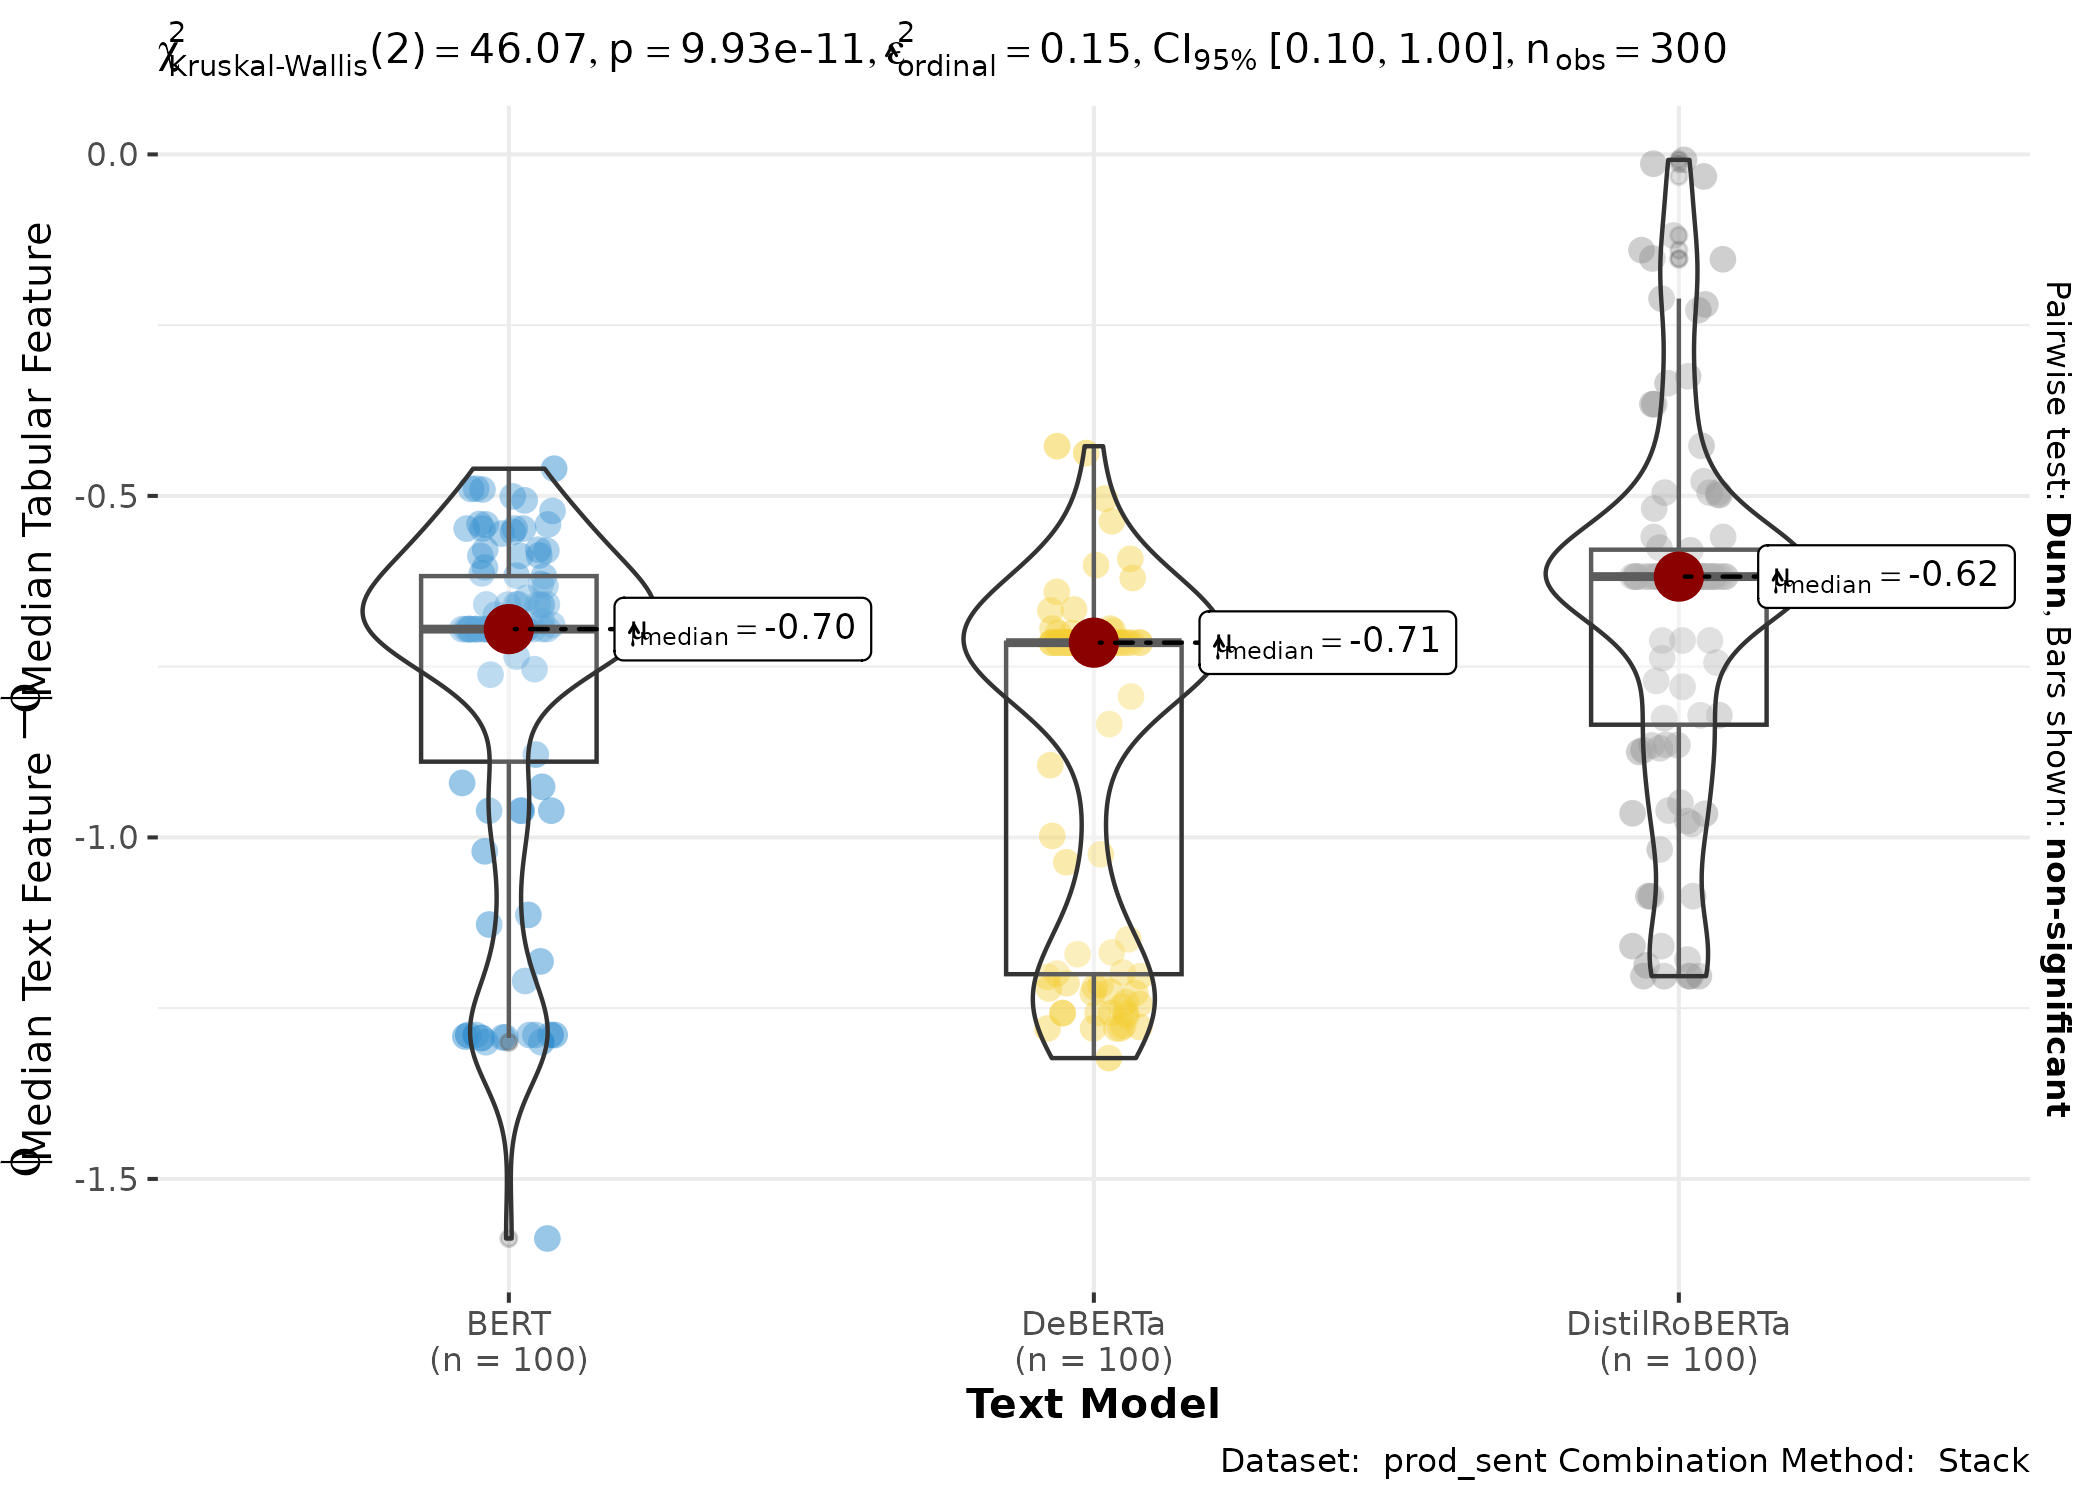 χ²Kruskal-Wallis(2) = 46.07, p = 9.93e-11, ε̂²ordinal = 0.15, CI95% [0.10, 1.00], nobs = 300
ϕMedian Text Feature − ϕMedian Tabular Feature
0.0
-0.5
-1.0
-1.5
μ̂median = -0.70
μ̂median = -0.71
μ̂median = -0.62
Pairwise test: Dunn, Bars shown: non-significant
BERT
(n = 100)
DeBERTa
(n = 100)
DistilRoBERTa
(n = 100)
Text Model
Dataset: prod_sent Combination Method: Stack